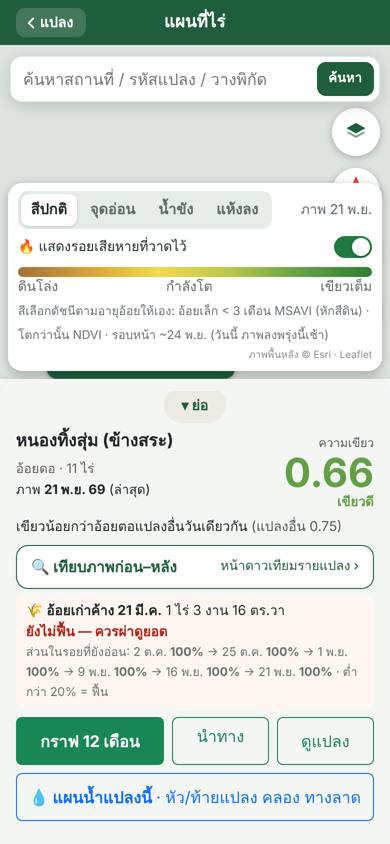 แปลง
แผนที่ไร่
ค้นหาสถานที่ / รหัสแปลง / วางพิกัด
ค้นหา
สีปกติ จุดอ่อน น้ำขัง แห้งลง ภาพ 21 พ.ย.
🔥 แสดงรอยเสียหายที่วาดไว้
ดินโล่ง กำลังโต เขียวเต็ม
สีเลือกดัชนีตามอายุอ้อยให้เอง: อ้อยเล็ก < 3 เดือน MSAVI (หักสีดิน) ·
โตกว่านั้น NDVI · รอบหน้า ~24 พ.ย. (วันนี้ ภาพลงพรุ่งนี้เช้า)
ภาพพื้นหลัง © Esri · Leaflet
▾ ย่อ
หนองทิ้งสุ่ม (ข้างสระ)
ความเขียว
อ้อยตอ · 11 ไร่
0.66
ภาพ 21 พ.ย. 69 (ล่าสุด)
เขียวดี
เขียวน้อยกว่าอ้อยตอแปลงอื่นวันเดียวกัน (แปลงอื่น 0.75)
🔍 เทียบภาพก่อน–หลัง หน้าดาวเทียมรายแปลง ›
🌾 อ้อยเก่าค้าง 21 มี.ค. 1 ไร่ 3 งาน 16 ตร.วา
ยังไม่ฟื้น — ควรผ่าดูยอด
ส่วนในรอยที่ยังอ่อน: 2 ต.ค. 100% → 25 ต.ค. 100% → 1 พ.ย.
100% → 9 พ.ย. 100% → 16 พ.ย. 100% → 21 พ.ย. 100% · ต่ำ
กว่า 20% = ฟื้น
กราฟ 12 เดือน
นำทาง
ดูแปลง
💧 แผนน้ำแปลงนี้ · หัว/ท้ายแปลง คลอง ทางลาด